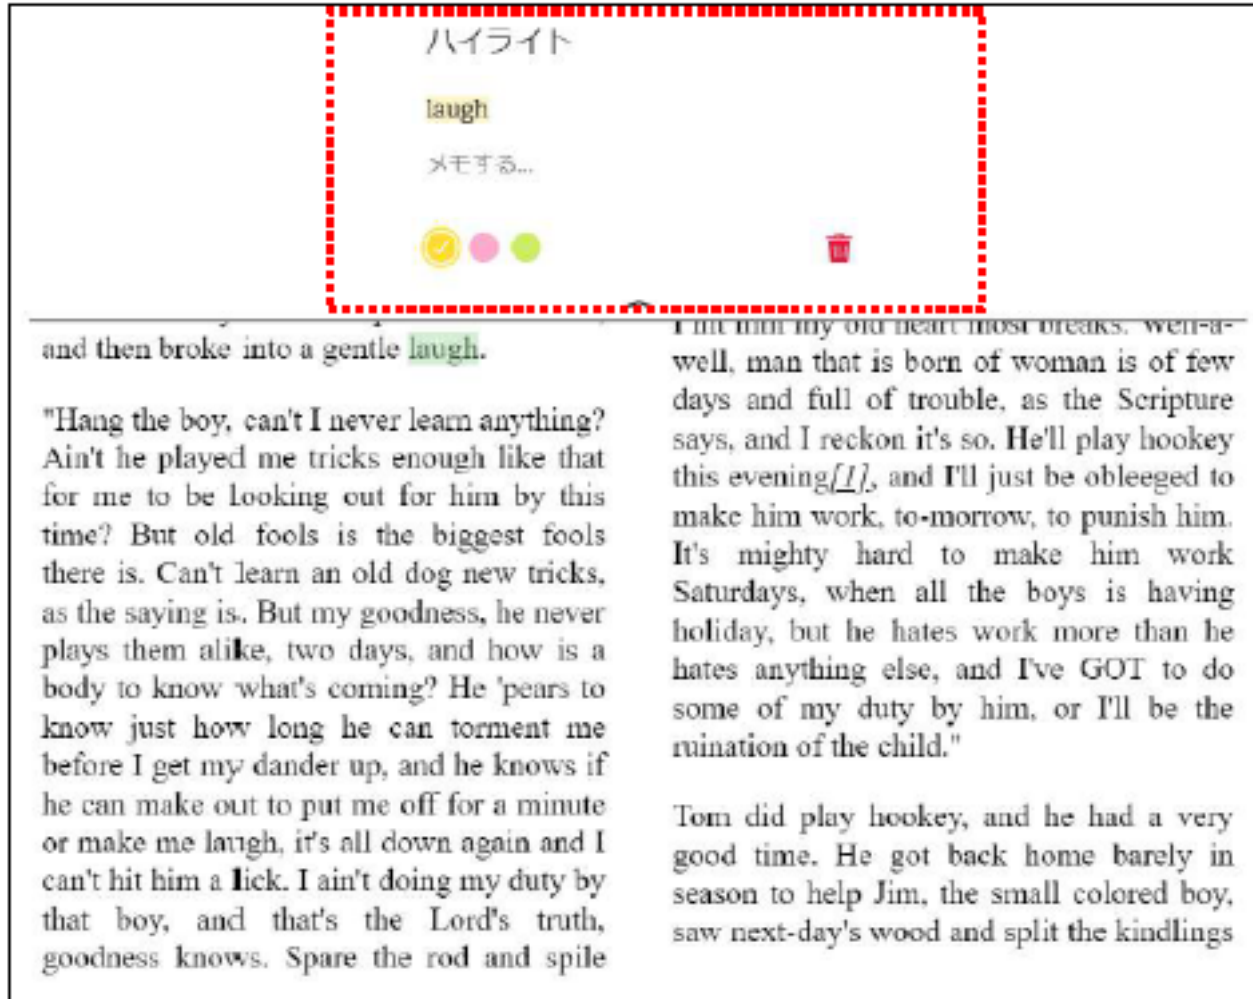 ハイライト
laugh
メモする...
and then broke into a gentle laugh.
"Hang the boy, can't I never learn anything?
Ain't he played me tricks enough like that
for me to be looking out for him by this
time? But old fools is the biggest fools
there is. Can't learn an old dog new tricks,
as the saying is. But my goodness, he never
plays them alike, two days, and how is a
body to know what's coming? He 'pears to
know just how long he can torment me
before I get my dander up, and he knows if
he can make out to put me off for a minute
or make me laugh, it's all down again and I
can't hit him a lick. I ain't doing my duty by
that boy, and that's the Lord's truth,
goodness knows. Spare the rod and spile
I hit him my old heart most breaks. Well-a-
well, man that is born of woman is of few
days and full of trouble, as the Scripture
says, and I reckon it's so. He'll play hookey
this evening[1], and I'll just be obleeged to
make him work, to-morrow, to punish him.
It's mighty hard to make him work
Saturdays, when all the boys is having
holiday, but he hates work more than he
hates anything else, and I've GOT to do
some of my duty by him, or I'll be the
ruination of the child."
Tom did play hookey, and he had a very
good time. He got back home barely in
season to help Jim, the small colored boy,
saw next-day's wood and split the kindlings